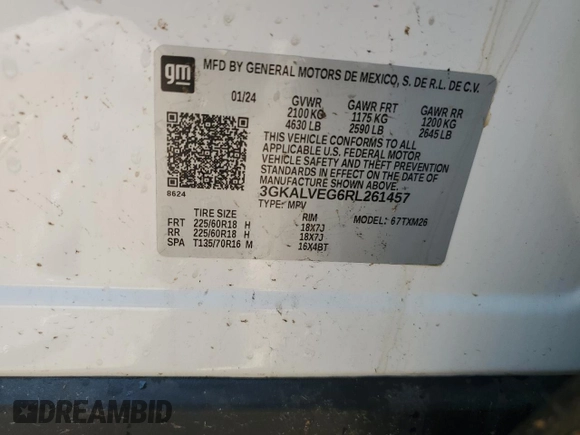 gm
MFD BY GENERAL MOTORS DE MEXICO, S. DE R.L. DE C.V.
01/24 GVWR GAWR FRT GAWR RR
2100 KG 1175 KG 1200 KG
4630 LB 2590 LB 2645 LB
THIS VEHICLE CONFORMS TO ALL
APPLICABLE U.S. FEDERAL MOTOR
VEHICLE SAFETY AND THEFT PREVENTION
STANDARDS IN EFFECT ON THE DATE OF
MANUFACTURE SHOWN ABOVE.
8624 3GKALVEG6RL261457
TYPE: MPV
TIRE SIZE RIM MODEL: 67TXM26
FRT 225/60R18 H 18X7J
RR 225/60R18 H 18X7J
SPA T135/70R16 M 16X4BT
DREAMBID